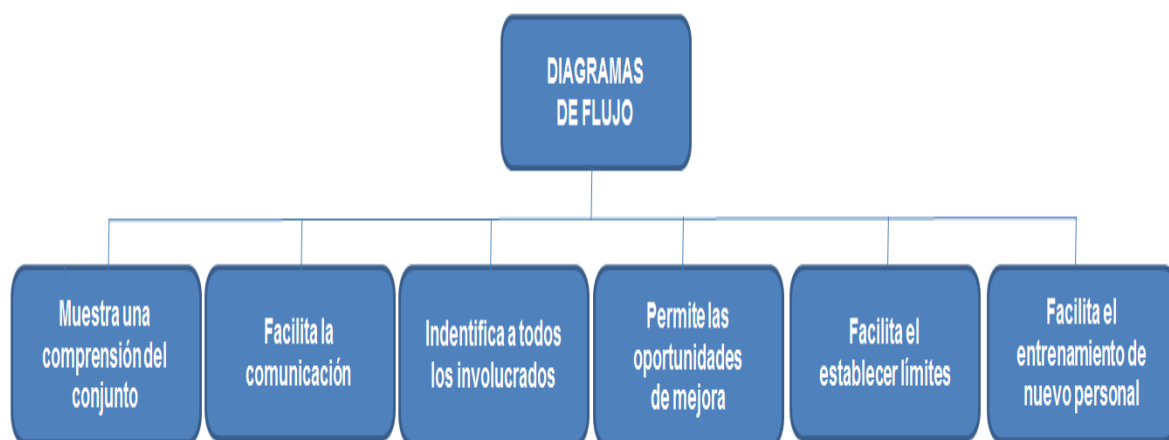 DIAGRAMAS
DE FLUJO
Muestra una
comprensión del
conjunto
Facilita la
comunicación
Indentifica a todos
los involucrados
Permite las
oportunidades
de mejora
Facilita el
establecer límites
Facilita el
entrenamiento de
nuevo personal